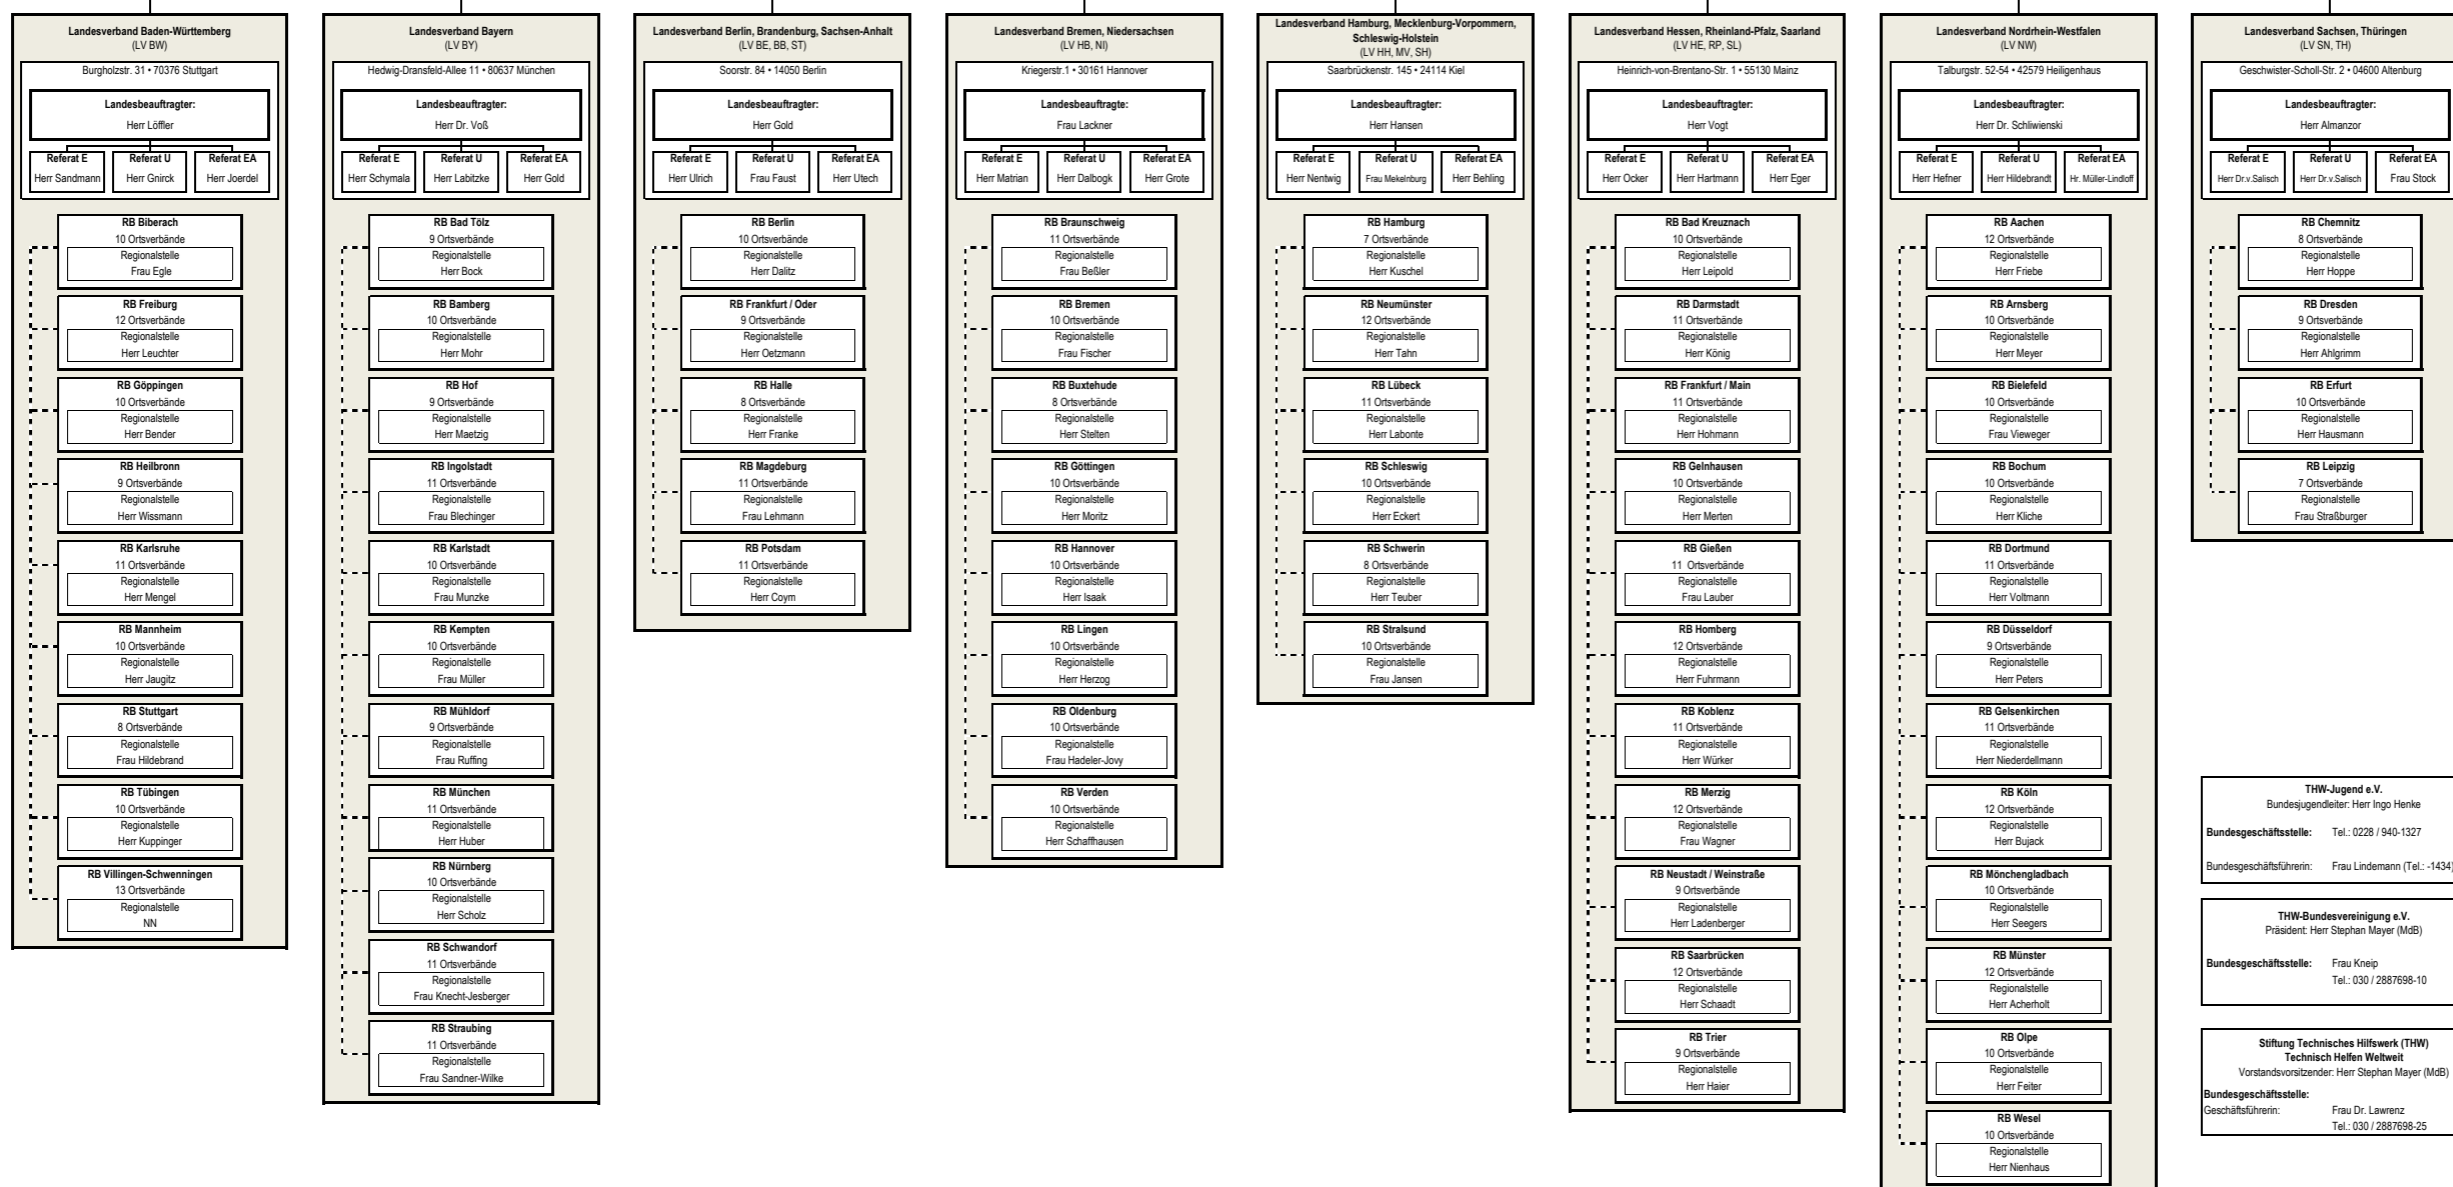 Landesverband Baden-Württemberg
(LV BW)
Burgholzstr. 31 • 70376 Stuttgart
Landesbeauftragter:
Herr Löffler
Referat E
Herr Sandmann
Referat U
Herr Gnirck
Referat EA
Herr Joerdel
RB Biberach
10 Ortsverbände
Regionalstelle
Frau Egle
RB Freiburg
12 Ortsverbände
Regionalstelle
Herr Leuchter
RB Göppingen
10 Ortsverbände
Regionalstelle
Herr Bender
RB Heilbronn
9 Ortsverbände
Regionalstelle
Herr Wissmann
RB Karlsruhe
11 Ortsverbände
Regionalstelle
Herr Mengel
RB Mannheim
10 Ortsverbände
Regionalstelle
Herr Jaugitz
RB Stuttgart
8 Ortsverbände
Regionalstelle
Frau Hildebrand
RB Tübingen
10 Ortsverbände
Regionalstelle
Herr Kuppinger
RB Villingen-Schwenningen
13 Ortsverbände
Regionalstelle
NN
Landesverband Bayern
(LV BY)
Hedwig-Dransfeld-Allee 11 • 80637 München
Landesbeauftragter:
Herr Dr. Voß
Referat E
Herr Schymala
Referat U
Herr Labitzke
Referat EA
Herr Gold
RB Bad Tölz
9 Ortsverbände
Regionalstelle
Herr Bock
RB Bamberg
10 Ortsverbände
Regionalstelle
Herr Mohr
RB Hof
9 Ortsverbände
Regionalstelle
Herr Maetzig
RB Ingolstadt
11 Ortsverbände
Regionalstelle
Frau Blechinger
RB Karlstadt
10 Ortsverbände
Regionalstelle
Frau Munzke
RB Kempten
10 Ortsverbände
Regionalstelle
Frau Müller
RB Mühldorf
9 Ortsverbände
Regionalstelle
Frau Ruffing
RB München
11 Ortsverbände
Regionalstelle
Herr Huber
RB Nürnberg
10 Ortsverbände
Regionalstelle
Herr Scholz
RB Schwandorf
11 Ortsverbände
Regionalstelle
Frau Knecht-Jesberger
RB Straubing
11 Ortsverbände
Regionalstelle
Frau Sandner-Wilke
Landesverband Berlin, Brandenburg, Sachsen-Anhalt
(LV BE, BB, ST)
Soorstr. 84 • 14050 Berlin
Landesbeauftragter:
Herr Gold
Referat E
Herr Ulrich
Referat U
Frau Faust
Referat EA
Herr Utech
RB Berlin
10 Ortsverbände
Regionalstelle
Herr Dalitz
RB Frankfurt / Oder
9 Ortsverbände
Regionalstelle
Herr Oetzmann
RB Halle
8 Ortsverbände
Regionalstelle
Herr Franke
RB Magdeburg
11 Ortsverbände
Regionalstelle
Frau Lehmann
RB Potsdam
11 Ortsverbände
Regionalstelle
Herr Coym
Landesverband Bremen, Niedersachsen
(LV HB, NI)
Kriegerstr.1 • 30161 Hannover
Landesbeauftragte:
Frau Lackner
Referat E
Herr Matrian
Referat U
Herr Dalbogk
Referat EA
Herr Grote
RB Braunschweig
11 Ortsverbände
Regionalstelle
Frau Beßler
RB Bremen
10 Ortsverbände
Regionalstelle
Frau Fischer
RB Buxtehude
8 Ortsverbände
Regionalstelle
Herr Stelten
RB Göttingen
10 Ortsverbände
Regionalstelle
Herr Moritz
RB Hannover
10 Ortsverbände
Regionalstelle
Herr Isaak
RB Lingen
10 Ortsverbände
Regionalstelle
Herr Herzog
RB Oldenburg
10 Ortsverbände
Regionalstelle
Frau Hadeler-Jovy
RB Verden
10 Ortsverbände
Regionalstelle
Herr Schaffhausen
Landesverband Hamburg, Mecklenburg-Vorpommern,
Schleswig-Holstein
(LV HH, MV, SH)
Saarbrückenstr. 145 • 24114 Kiel
Landesbeauftragter:
Herr Hansen
Referat E
Herr Nentwig
Referat U
Frau Mekelnburg
Referat EA
Herr Behling
RB Hamburg
7 Ortsverbände
Regionalstelle
Herr Kuschel
RB Neumünster
12 Ortsverbände
Regionalstelle
Herr Tahn
RB Lübeck
11 Ortsverbände
Regionalstelle
Herr Labonte
RB Schleswig
10 Ortsverbände
Regionalstelle
Herr Eckert
RB Schwerin
8 Ortsverbände
Regionalstelle
Herr Teuber
RB Stralsund
10 Ortsverbände
Regionalstelle
Frau Jansen
Landesverband Hessen, Rheinland-Pfalz, Saarland
(LV HE, RP, SL)
Heinrich-von-Brentano-Str. 1 • 55130 Mainz
Landesbeauftragter:
Herr Vogt
Referat E
Herr Ocker
Referat U
Herr Hartmann
Referat EA
Herr Eger
RB Bad Kreuznach
10 Ortsverbände
Regionalstelle
Herr Leipold
RB Darmstadt
11 Ortsverbände
Regionalstelle
Herr König
RB Frankfurt / Main
11 Ortsverbände
Regionalstelle
Herr Hohmann
RB Gelnhausen
10 Ortsverbände
Regionalstelle
Herr Merten
RB Gießen
11 Ortsverbände
Regionalstelle
Frau Lauber
RB Homberg
12 Ortsverbände
Regionalstelle
Herr Fuhrmann
RB Koblenz
11 Ortsverbände
Regionalstelle
Herr Würker
RB Merzig
12 Ortsverbände
Regionalstelle
Frau Wagner
RB Neustadt / Weinstraße
9 Ortsverbände
Regionalstelle
Herr Ladenberger
RB Saarbrücken
12 Ortsverbände
Regionalstelle
Herr Schaadt
RB Trier
9 Ortsverbände
Regionalstelle
Herr Haier
Landesverband Nordrhein-Westfalen
(LV NW)
Talburgstr. 52-54 • 42579 Heiligenhaus
Landesbeauftragter:
Herr Dr. Schliwienski
Referat E
Herr Hefner
Referat U
Herr Hildebrandt
Referat EA
Hr. Müller-Lindloff
RB Aachen
12 Ortsverbände
Regionalstelle
Herr Friebe
RB Arnsberg
10 Ortsverbände
Regionalstelle
Herr Meyer
RB Bielefeld
10 Ortsverbände
Regionalstelle
Frau Vieweger
RB Bochum
10 Ortsverbände
Regionalstelle
Herr Kliche
RB Dortmund
11 Ortsverbände
Regionalstelle
Herr Voltmann
RB Düsseldorf
9 Ortsverbände
Regionalstelle
Herr Peters
RB Gelsenkirchen
11 Ortsverbände
Regionalstelle
Herr Niederdellmann
RB Köln
12 Ortsverbände
Regionalstelle
Herr Bujack
RB Mönchengladbach
10 Ortsverbände
Regionalstelle
Herr Seegers
RB Münster
12 Ortsverbände
Regionalstelle
Herr Acherholt
RB Olpe
10 Ortsverbände
Regionalstelle
Herr Feiter
RB Wesel
10 Ortsverbände
Regionalstelle
Herr Nienhaus
Landesverband Sachsen, Thüringen
(LV SN, TH)
Geschwister-Scholl-Str. 2 • 04600 Altenburg
Landesbeauftragter:
Herr Almanzor
Referat E
Herr Dr.v.Salisch
Referat U
Herr Dr.v.Salisch
Referat EA
Frau Stock
RB Chemnitz
8 Ortsverbände
Regionalstelle
Herr Hoppe
RB Dresden
9 Ortsverbände
Regionalstelle
Herr Ahlgrimm
RB Erfurt
10 Ortsverbände
Regionalstelle
Herr Hausmann
RB Leipzig
7 Ortsverbände
Regionalstelle
Frau Straßburger
THW-Jugend e.V.
Bundesjugendleiter: Herr Ingo Henke
Bundesgeschäftsstelle: Tel.: 0228 / 940-1327
Bundesgeschäftsführerin: Frau Lindemann (Tel.: -1434)
THW-Bundesvereinigung e.V.
Präsident: Herr Stephan Mayer (MdB)
Bundesgeschäftsstelle: Frau Kneip
Tel.: 030 / 2887698-10
Stiftung Technisches Hilfswerk (THW)
Technisch Helfen Weltweit
Vorstandsvorsitzender: Herr Stephan Mayer (MdB)
Bundesgeschäftsstelle:
Geschäftsführerin: Frau Dr. Lawrenz
Tel.: 030 / 2887698-25